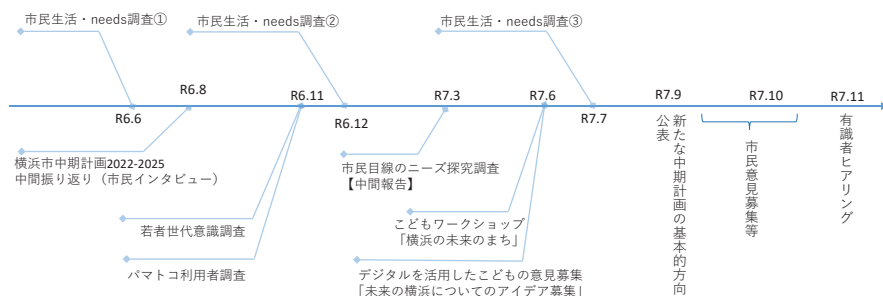 市民生活・needs調査①
市民生活・needs調査②
市民生活・needs調査③
R6.6
R6.8
R6.11
R6.12
R7.3
R7.6
R7.7
R7.9
R7.10
R7.11
横浜市中期計画2022-2025
中間振り返り（市民インタビュー）
若者世代意識調査
パマトコ利用者調査
市民目線のニーズ探究調査
【中間報告】
こどもワークショップ
「横浜の未来のまち」
デジタルを活用したこどもの意見募集
「未来の横浜についてのアイデア募集」
新たな中期計画の基本的方向
公表
市民意見募集等
有識者ヒアリング